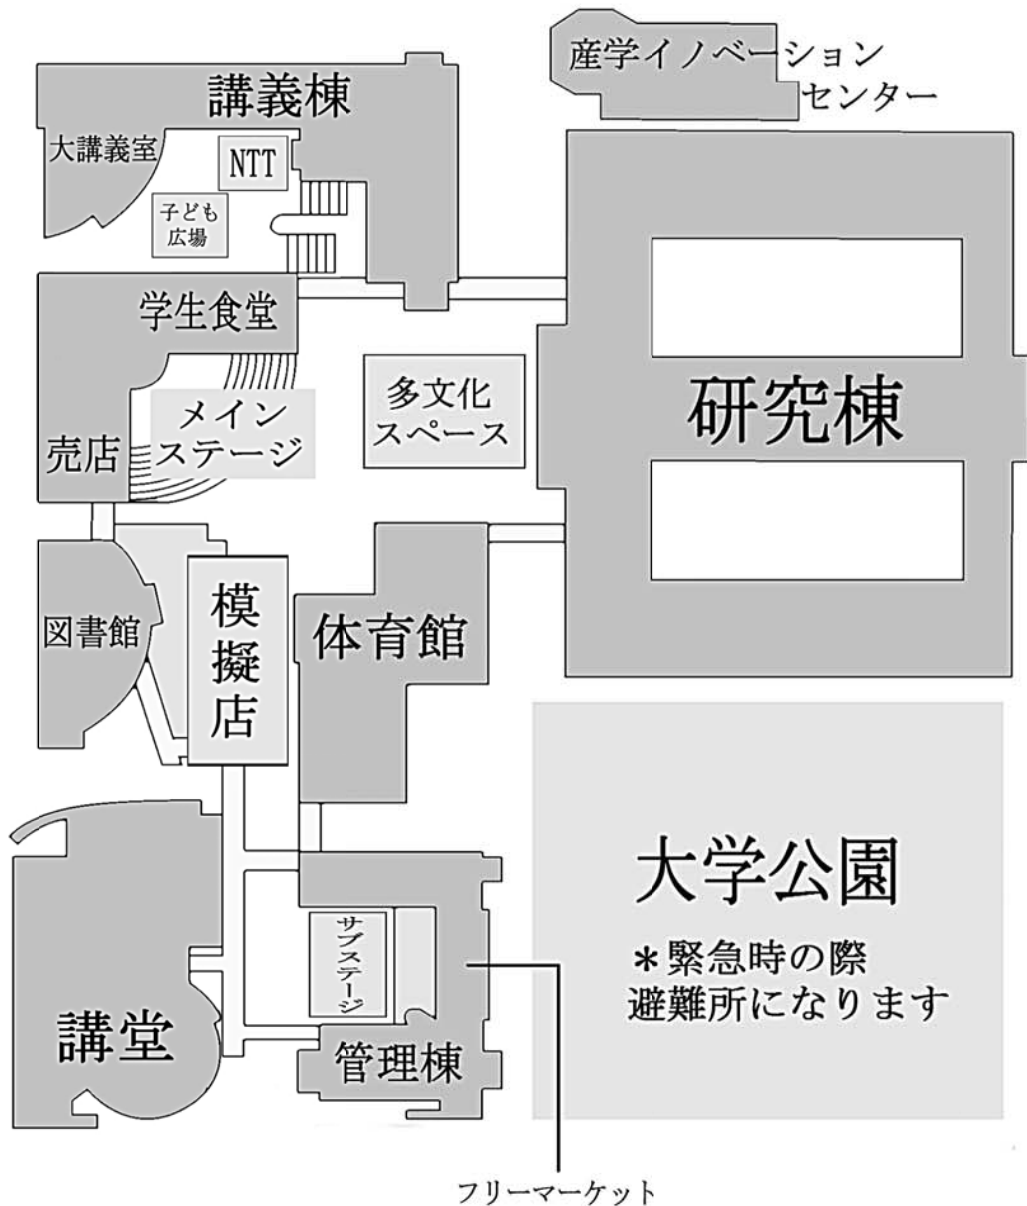 産学イノベーション
センター
講義棟
大講義室
NTT
子ども
広場
学生食堂
メイン
ステージ
売店
多文化
スペース
研究棟
図書館
模擬店
体育館
大学公園
*緊急時の際
避難所になります
サブステージ
講堂
管理棟
フリーマーケット